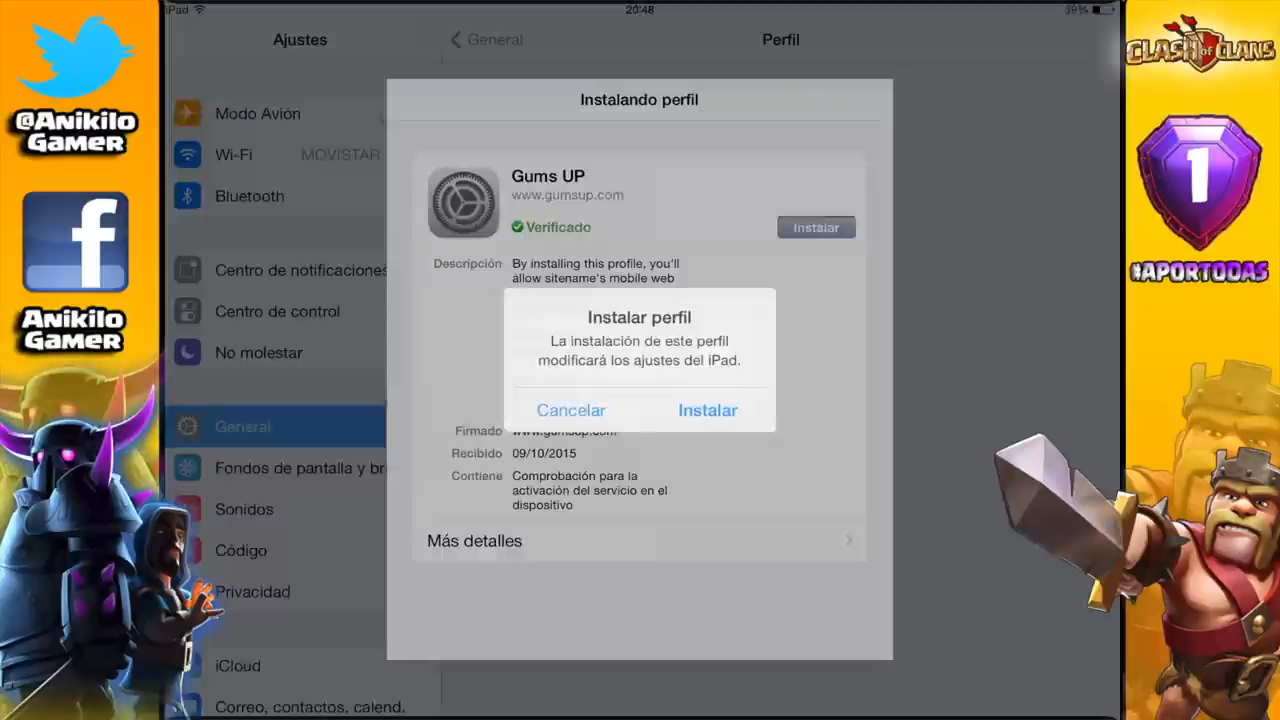 @Anikilo
Gamer
Anikilo
Gamer
iPad
20:48
39%
Ajustes
General
Perfil
Modo Avión
Wi-Fi
MOVISTAR
Bluetooth
Centro de notificaciones
Centro de control
No molestar
General
Fondos de pantalla y br
Sonidos
Código
Privacidad
iCloud
Correo, contactos, calend.
Instalando perfil
Gums UP
www.gumsup.com
Verificado
Instalar
Descripción
By installing this profile, you'll
allow sitename's mobile web
Instalar perfil
La instalación de este perfil
modificará los ajustes del iPad.
Cancelar
Instalar
Firmado
www.gumsup.com
Recibido
09/10/2015
Contiene
Comprobación para la
activación del servicio en el
dispositivo
Más detalles
CLASH OF CLANS
1
#APORTODAS